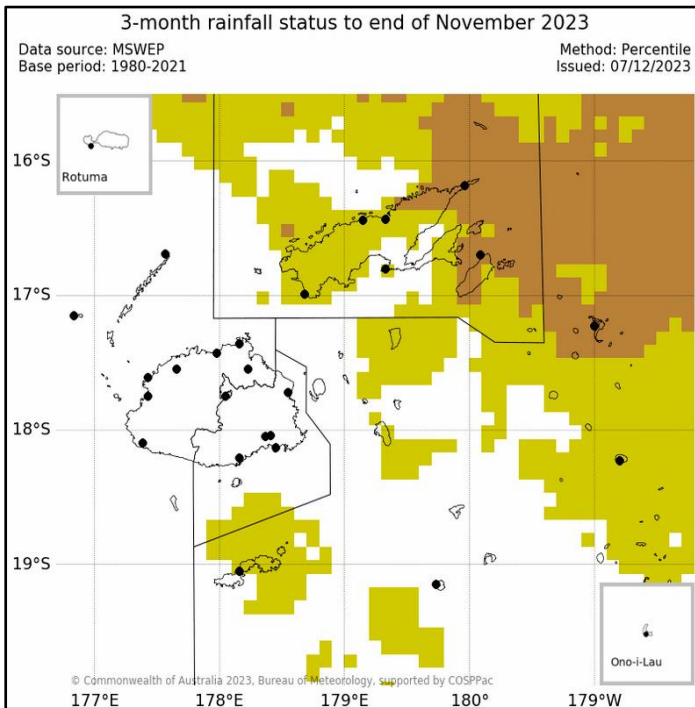 3-month rainfall status to end of November 2023
Data source: MSWEP
Method: Percentile
Base period: 1980-2021
Issued: 07/12/2023
Rotuma
16°S
17°S
18°S
19°S
Ono-i-Lau
© Commonwealth of Australia 2023, Bureau of Meteorology, supported by COSPPac
177°E
178°E
179°E
180°
179°W